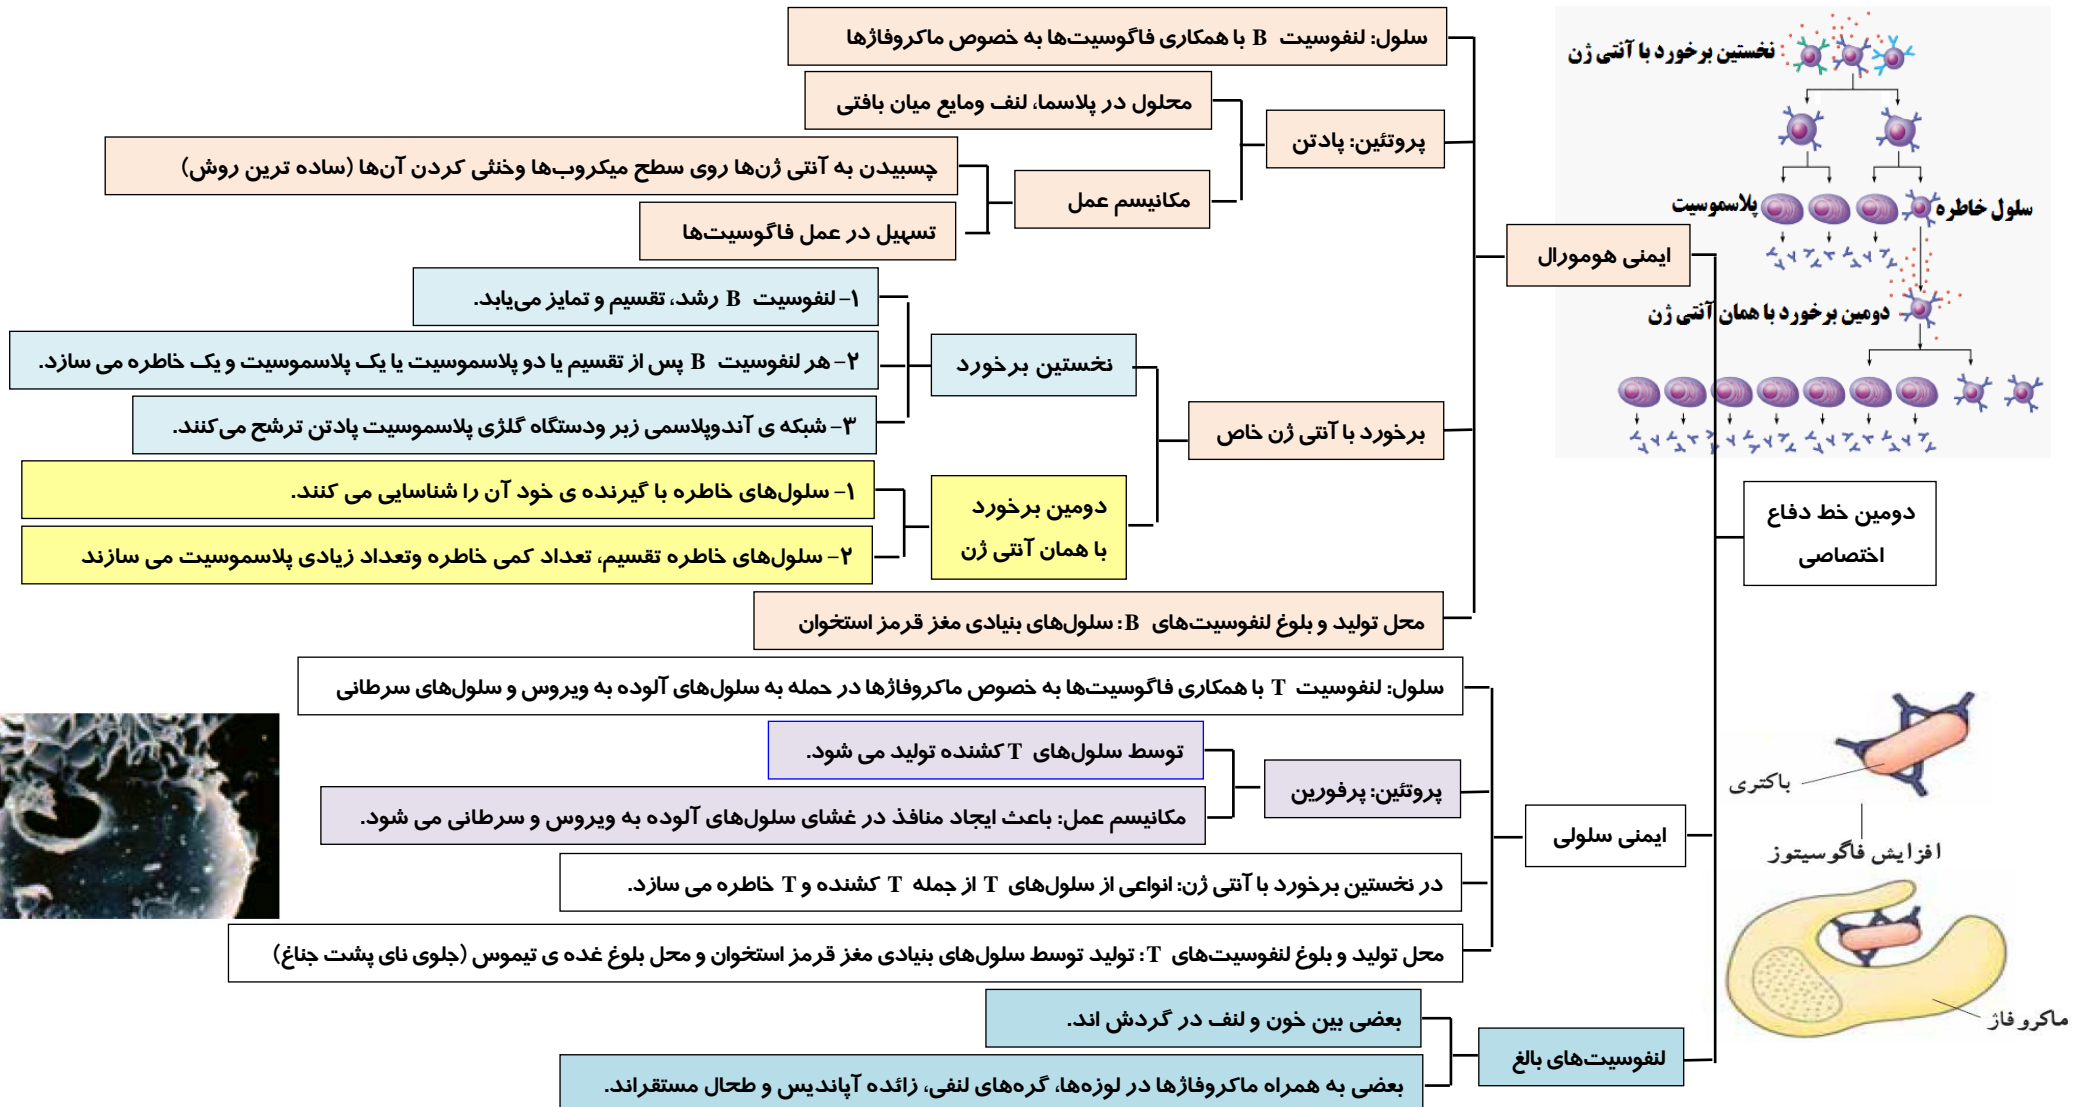 نخستین برخورد با آنتی ژن
سلول خاطره
پلاسموسیت
دومین برخورد با همان آنتی ژن
دومین خط دفاع
اختصاصی
ایمنی هومورال
سلول: لنفوسیت B با همکاری فاگوسیت‌ها به خصوص ماکروفاژها
پروتئین: پادتن
محلول در پلاسما، لنف ومایع میان بافتی
مکانیسم عمل
چسبیدن به آنتی ژن‌ها روی سطح میکروب‌ها وخنثی کردن آن‌ها (ساده ترین روش)
تسهیل در عمل فاگوسیت‌ها
برخورد با آنتی ژن خاص
نخستین برخورد
۱- لنفوسیت B رشد، تقسیم و تمایز می‌یابد.
۲- هر لنفوسیت B پس از تقسیم یا دو پلاسموسیت یا یک پلاسموسیت و یک خاطره می سازد.
۳- شبکه ی آندوپلاسمی زبر ودستگاه گلژی پلاسموسیت پادتن ترشح می‌کنند.
دومین برخورد
با همان آنتی ژن
۱- سلول‌های خاطره با گیرنده ی خود آن را شناسایی می کنند.
۲- سلول‌های خاطره تقسیم، تعداد کمی خاطره وتعداد زیادی پلاسموسیت می سازند
محل تولید و بلوغ لنفوسیت‌های B: سلول‌های بنیادی مغز قرمز استخوان
ایمنی سلولی
سلول: لنفوسیت T با همکاری فاگوسیت‌ها به خصوص ماکروفاژها در حمله به سلول‌های آلوده به ویروس و سلول‌های سرطانی
پروتئین: پرفورین
توسط سلول‌های T کشنده تولید می شود.
مکانیسم عمل: باعث ایجاد منافذ در غشای سلول‌های آلوده به ویروس و سرطانی می شود.
در نخستین برخورد با آنتی ژن: انواعی از سلول‌های T از جمله T کشنده و T خاطره می سازد.
محل تولید و بلوغ لنفوسیت‌های T: تولید توسط سلول‌های بنیادی مغز قرمز استخوان و محل بلوغ غده ی تیموس (جلوی نای پشت جناغ)
لنفوسیت‌های بالغ
بعضی بین خون و لنف در گردش اند.
بعضی به همراه ماکروفاژها در لوزه‌ها، گره‌های لنفی، زائده آپاندیس و طحال مستقراند.
باکتری
افزایش فاگوسیتوز
ماکروفاژ